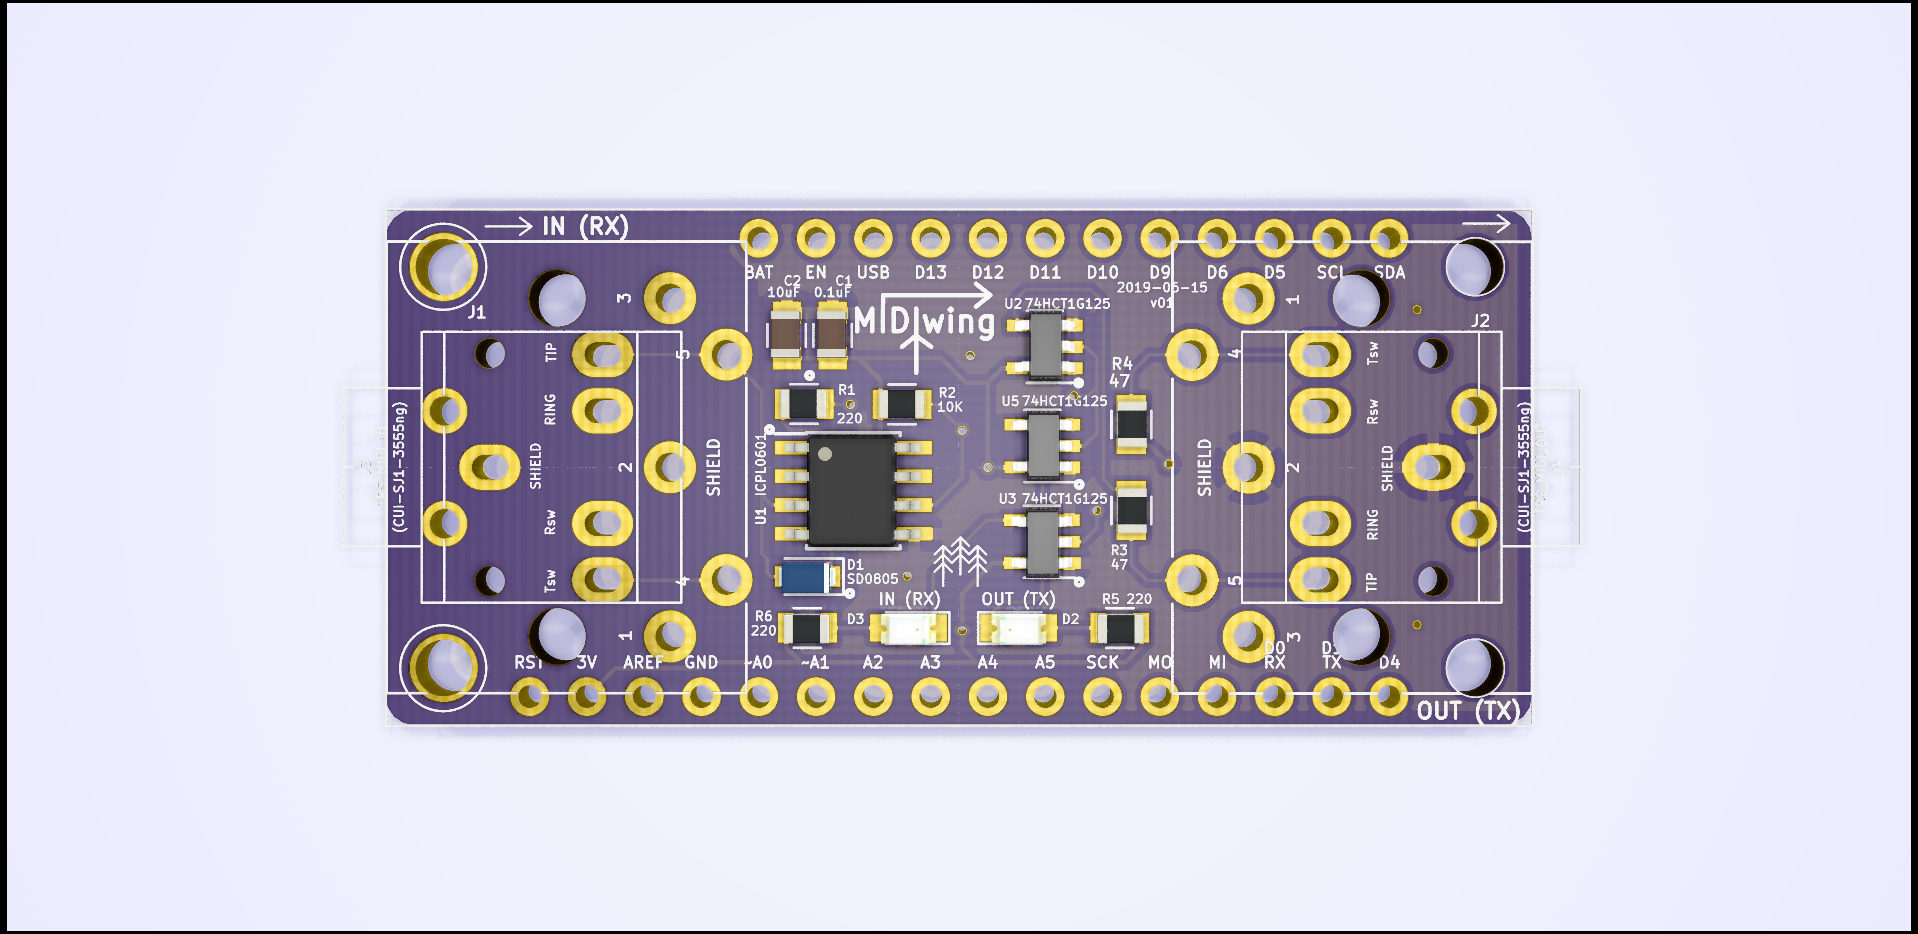 IN (RX)
BAT EN USB D13 D12 D11 D10 D9 D6 D5 SCL SDA
C2
10uF
C1
0.1uF
2019-06-15
v01
MIDIwing
J1
J2
3
5
2
4
1
TIP
RING
SHIELD
Rsw
Tsw
(CUI-SJ1-3555ng)
SHIELD
R1
220
R2
10K
U1 ICPL0601
D1
SD0805
R6
220
D3
IN (RX)
U2 74HCT1G125
U5 74HCT1G125
U3 74HCT1G125
R4
47
R3
47
OUT (TX)
D2
R5 220
SHIELD
1
4
2
5
3
Tsw
Rsw
SHIELD
RING
TIP
(CUI-SJ1-3555ng)
D0
RST 3V AREF GND ~A0 ~A1 A2 A3 A4 A5 SCK MO MI RX TX D4
OUT (TX)